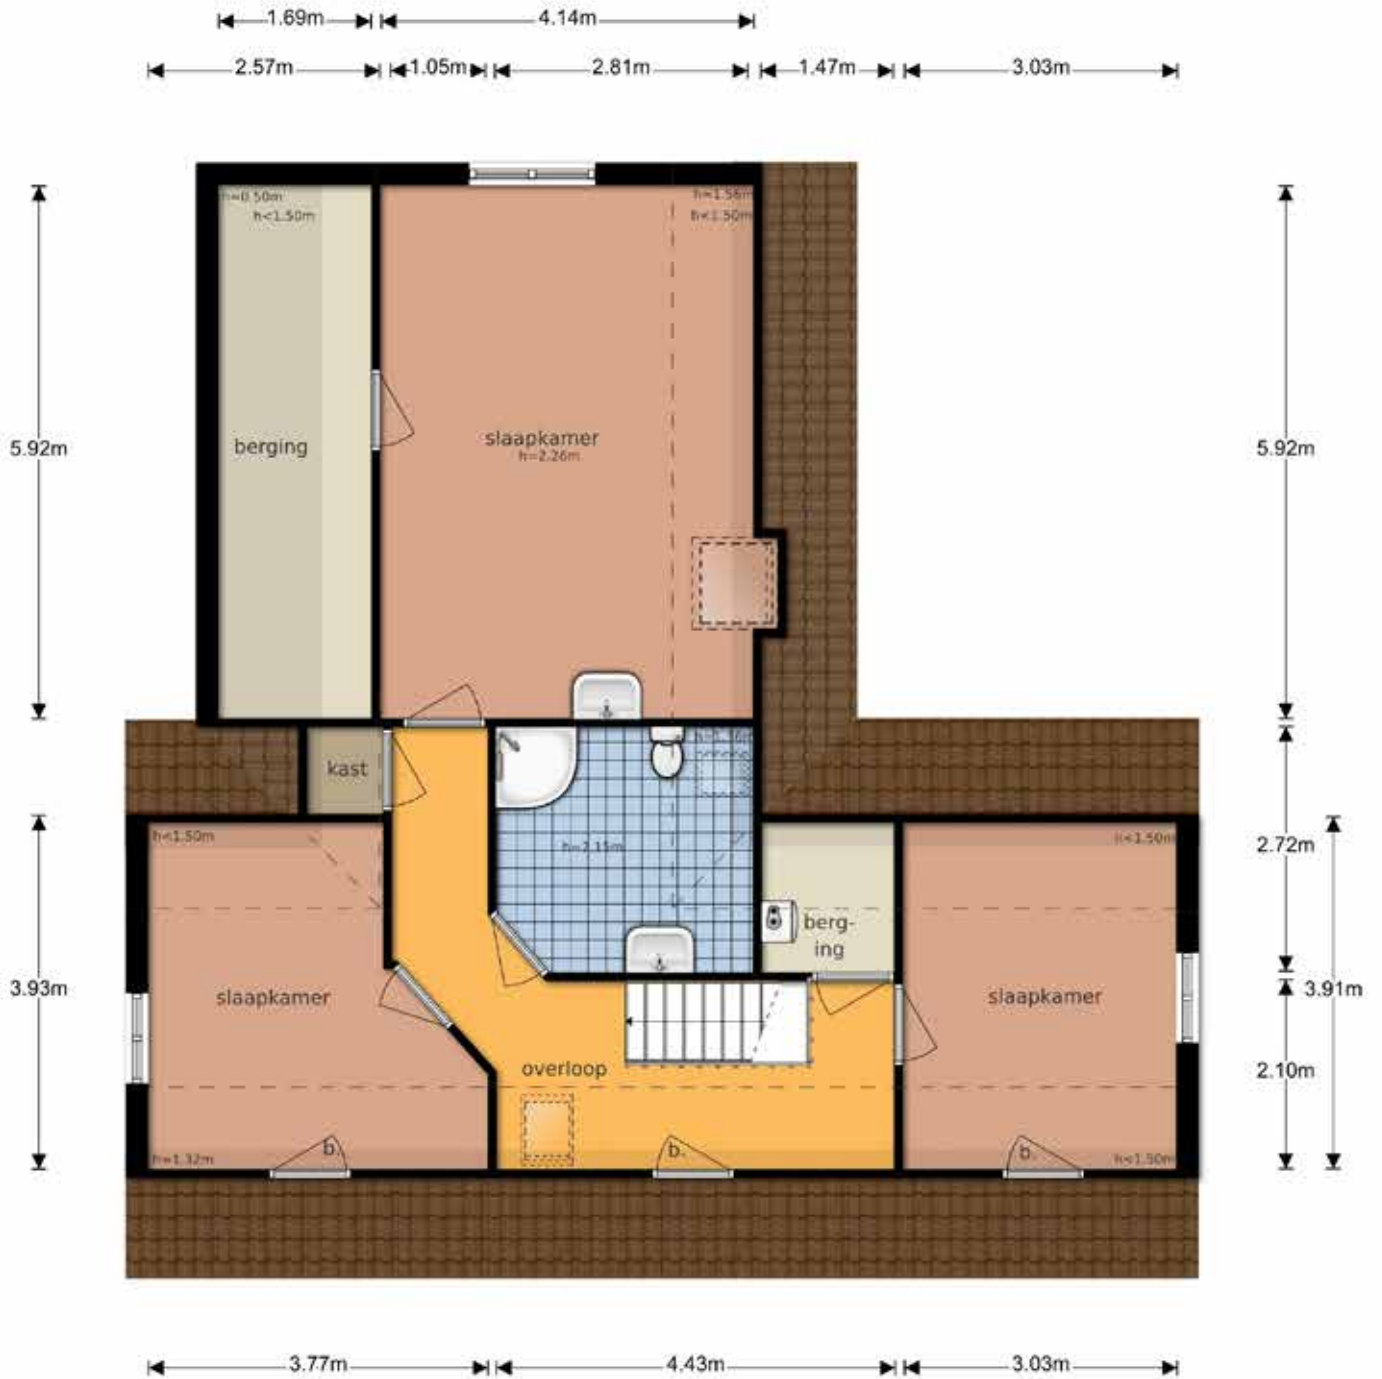 1.69m
4.14m
2.57m
1.05m
2.81m
1.47m
3.03m
h=0.50m
h<1.50m
h=1.56m
h<1.50m
5.92m
berging
slaapkamer
h=2.26m
5.92m
kast
h<1.50m
h=2.15m
h<1.50m
2.72m
berg-
ing
3.93m
slaapkamer
slaapkamer
3.91m
overloop
2.10m
b.
b.
b.
h=1.32m
h<1.50m
3.77m
4.43m
3.03m